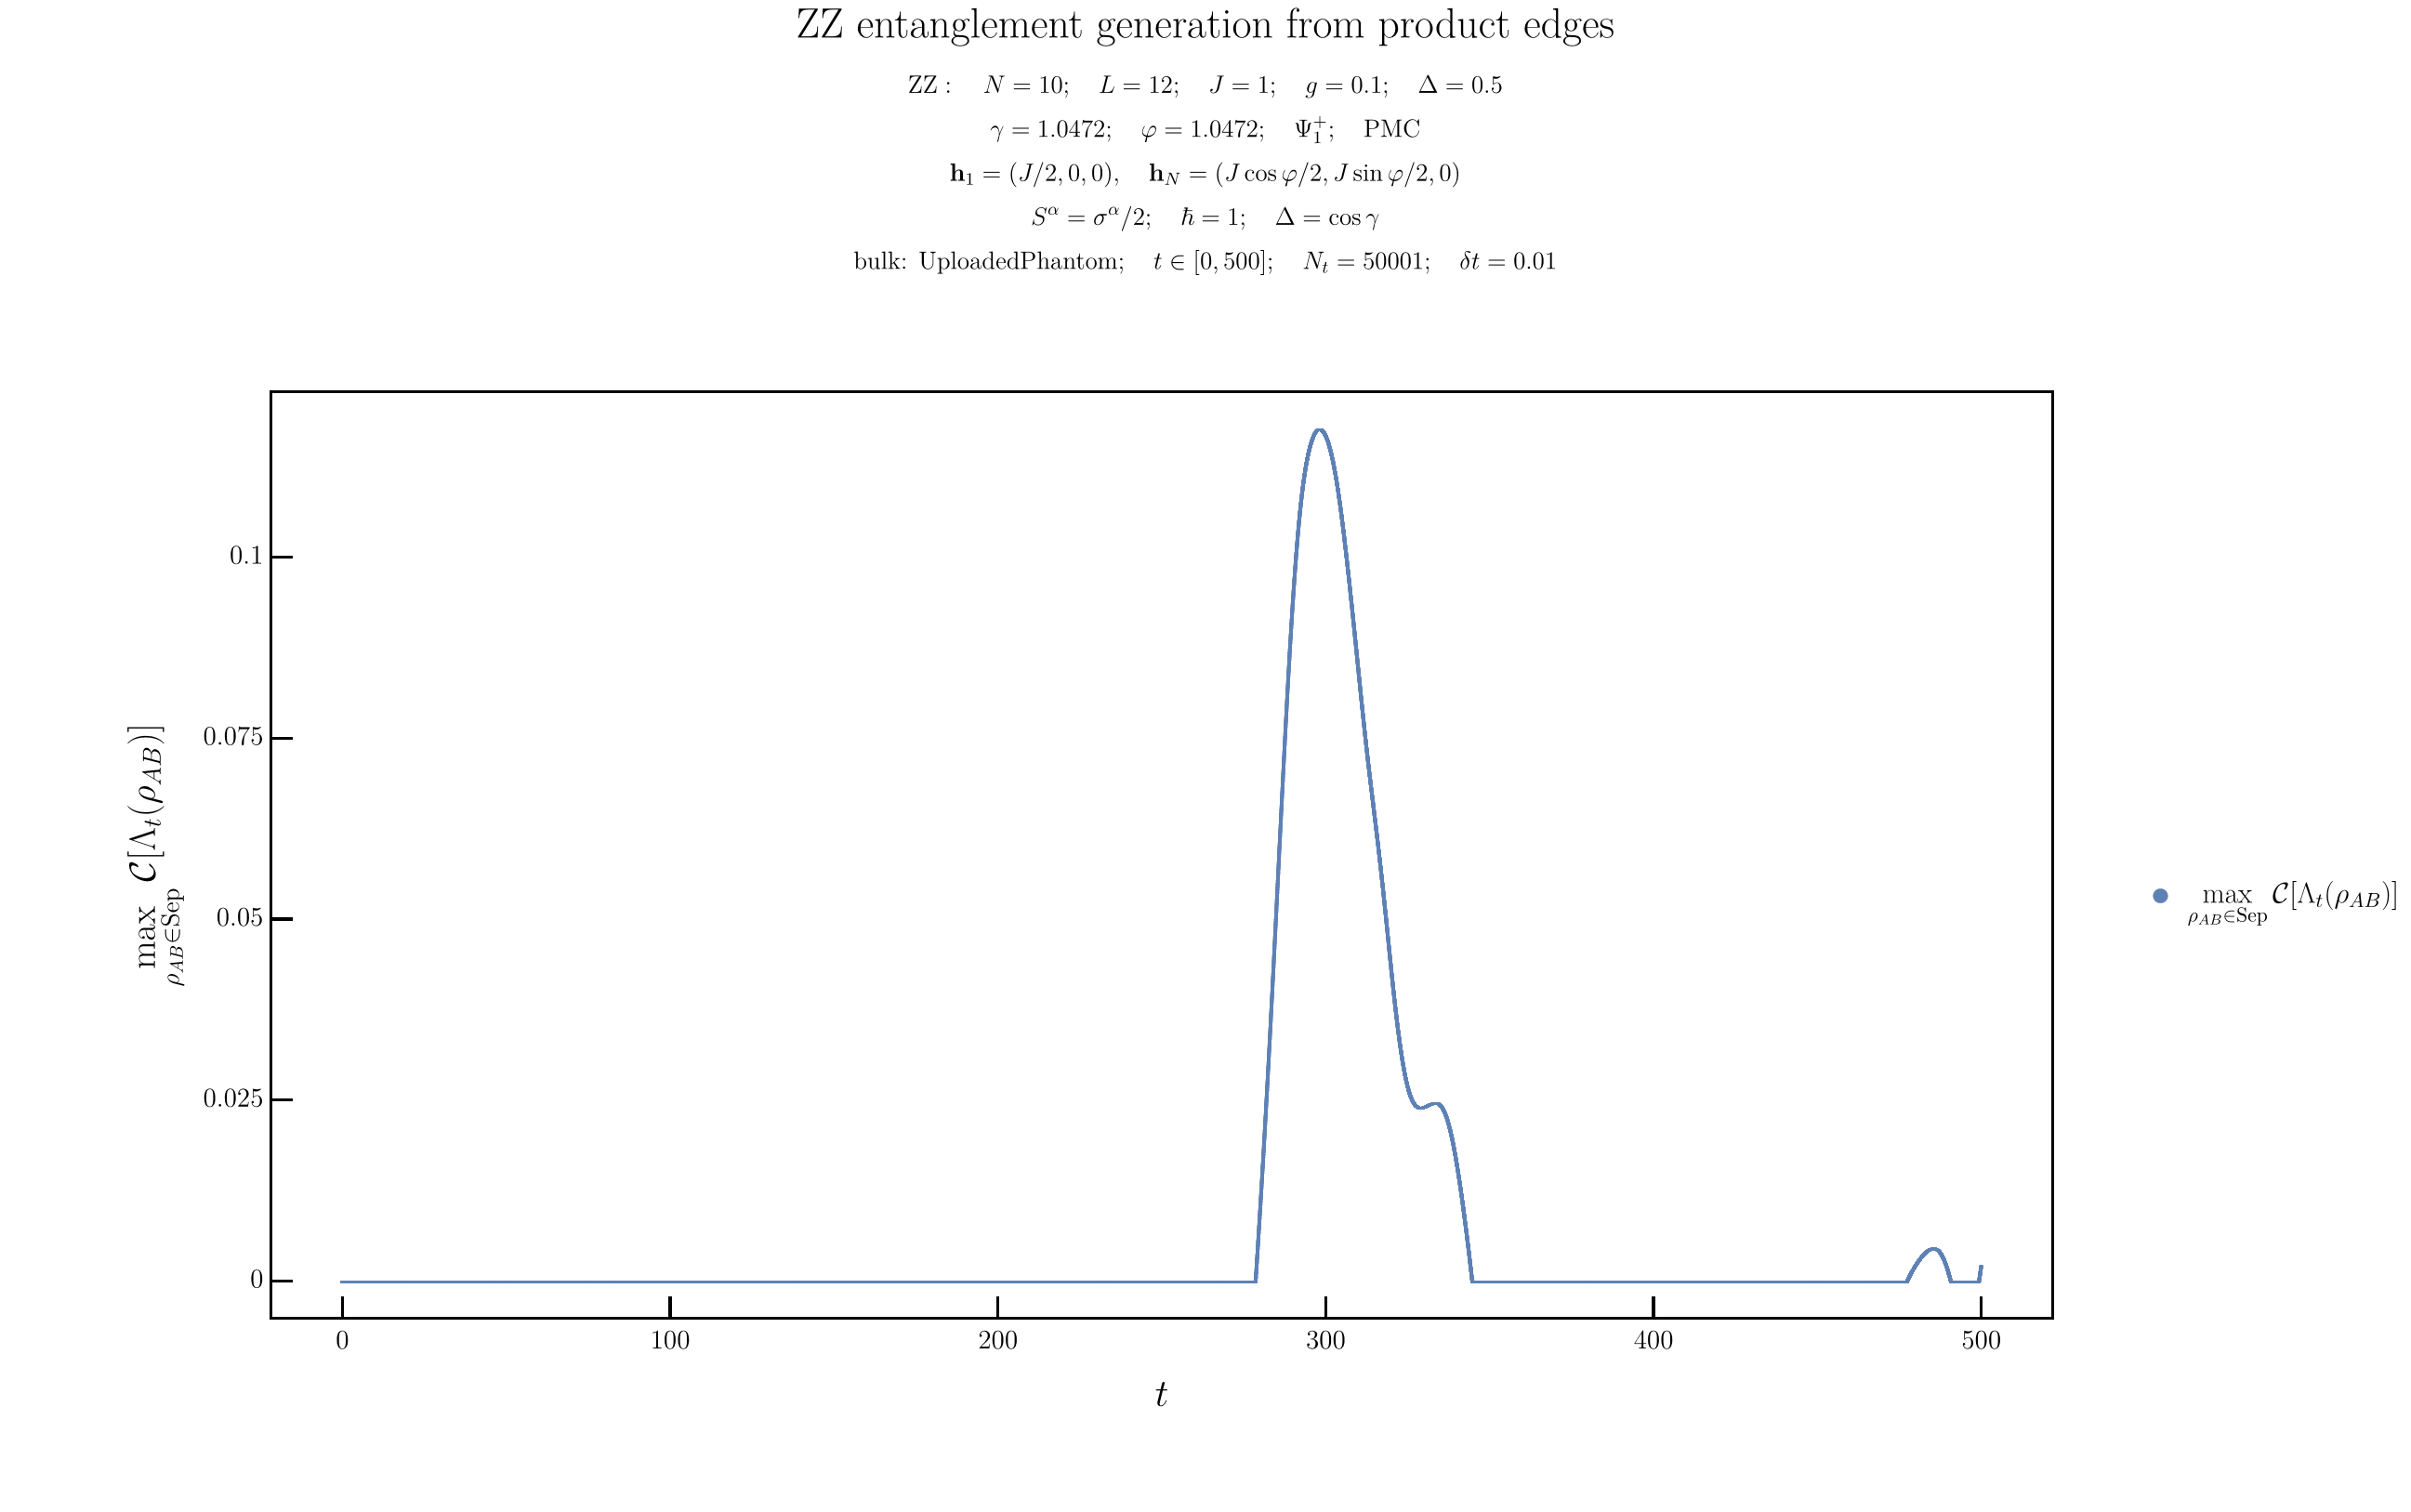 ZZ entanglement generation from product edges
ZZ : N = 10; L = 12; J = 1; g = 0.1; Δ = 0.5
γ = 1.0472; φ = 1.0472; Ψ₁⁺; PMC
𝐡₁ = (J/2, 0, 0), 𝐡_N = (J cos φ/2, J sin φ/2, 0)
S^α = σ^α/2; ℏ = 1; Δ = cos γ
bulk: UploadedPhantom; t ∈ [0, 500]; N_t = 50001; δt = 0.01
max 𝒞[Λ_t(ρ_AB)]
ρ_AB∈Sep
0.1
0.075
0.05
0.025
0
0 100 200 300 400 500
t
max 𝒞[Λ_t(ρ_AB)]
ρ_AB∈Sep